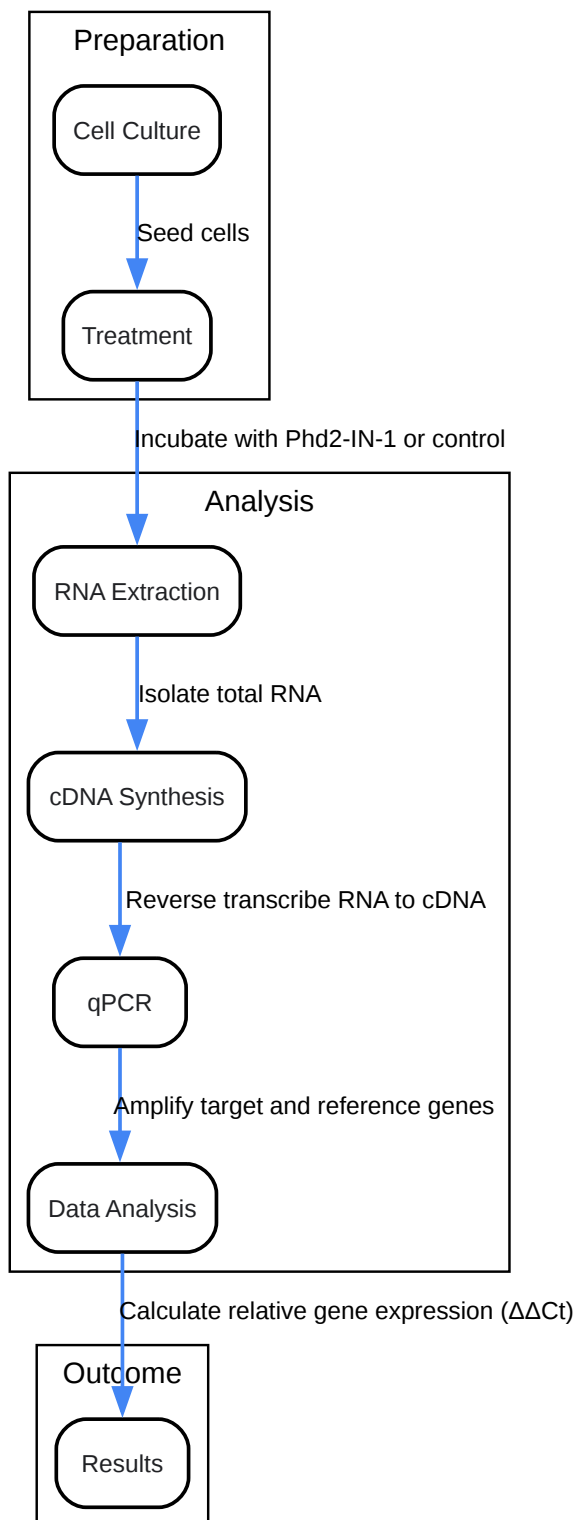 Preparation
Cell Culture
Seed cells
Treatment
Incubate with Phd2-IN-1 or control
Analysis
RNA Extraction
Isolate total RNA
cDNA Synthesis
Reverse transcribe RNA to cDNA
qPCR
Amplify target and reference genes
Data Analysis
Calculate relative gene expression (ΔΔCt)
Outcome
Results